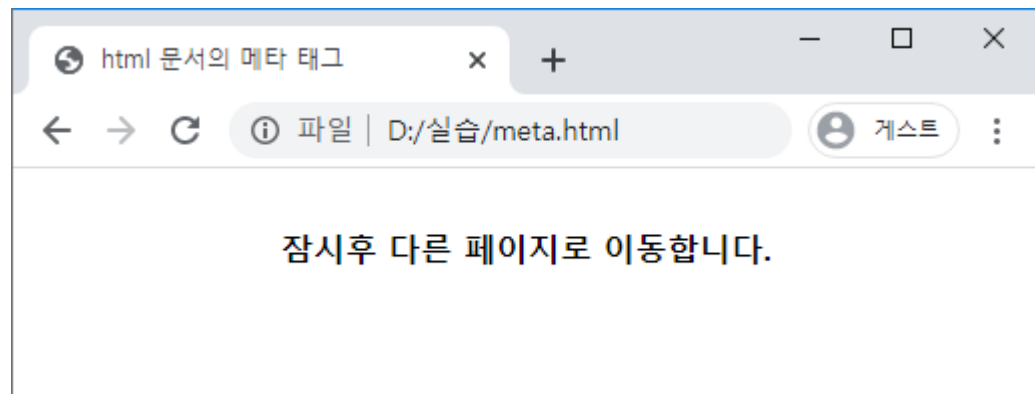 html 문서의 메타 태그
파일 | D:/실습/meta.html
게스트
잠시후 다른 페이지로 이동합니다.